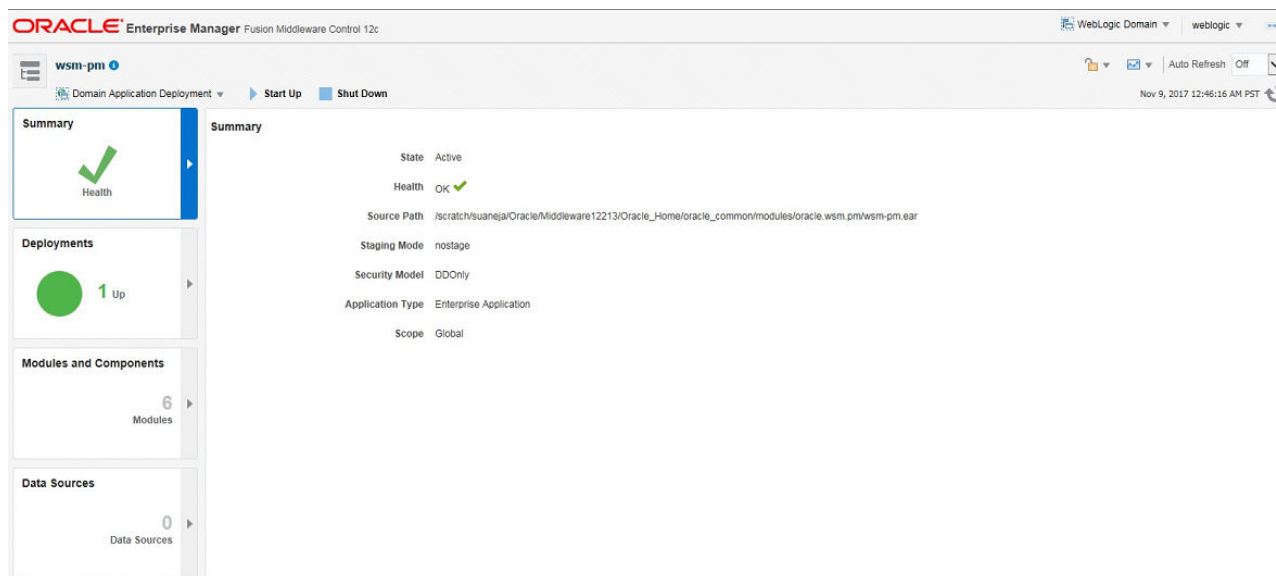 ORACLE Enterprise Manager Fusion Middleware Control 12c
WebLogic Domain weblogic
wsm-pm
Auto Refresh Off
Domain Application Deployment Start Up Shut Down
Nov 9, 2017 12:46:16 AM PST
Summary
Health
Deployments
1 Up
Modules and Components
6
Modules
Data Sources
0
Data Sources
Summary
State Active
Health OK
Source Path /scratch/suaneja/Oracle/Middleware12213/Oracle_Home/oracle_common/modules/oracle.wsm.pm/wsm-pm.ear
Staging Mode nostage
Security Model DDOnly
Application Type Enterprise Application
Scope Global